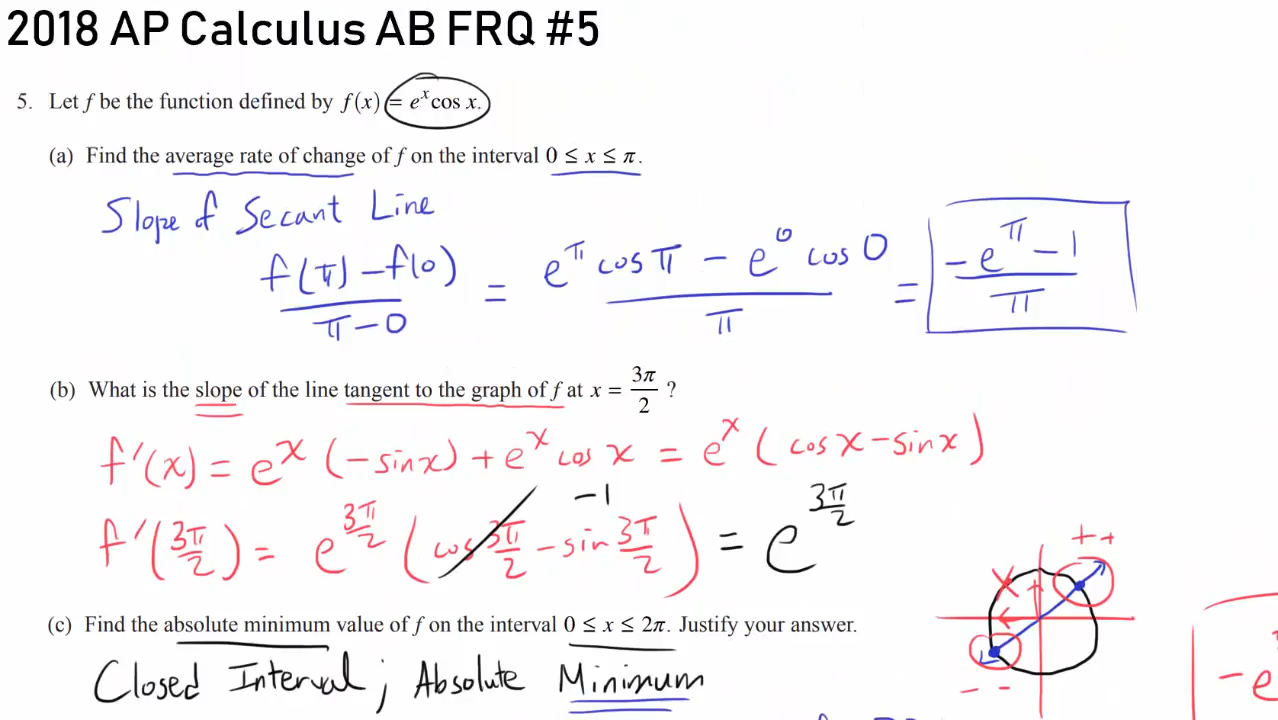 2018 AP Calculus AB FRQ #5
5. Let f be the function defined by f(x) = eˣ cos x.
(a) Find the average rate of change of f on the interval 0 ≤ x ≤ π.
Slope of Secant Line
(f(π) − f(0))/(π − 0) = (e^π cos π − e^0 cos 0)/π = (−e^π − 1)/π
(b) What is the slope of the line tangent to the graph of f at x = 3π/2 ?
f′(x) = e^x (−sin x) + e^x cos x = e^x (cos x − sin x)
−1
f′(3π/2) = e^(3π/2) (cos 3π/2 − sin 3π/2) = e^(3π/2)
++
(c) Find the absolute minimum value of f on the interval 0 ≤ x ≤ 2π. Justify your answer.
Closed Interval; Absolute Minimum
− −
−e